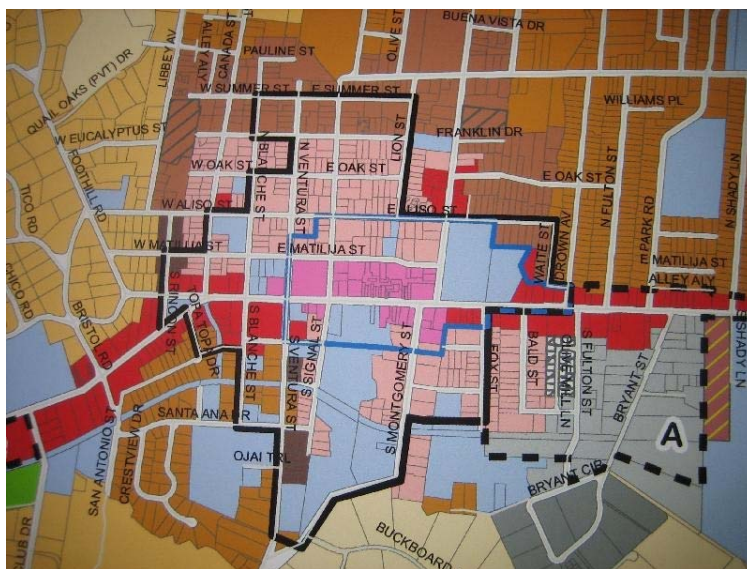 BUENA VISTA DR
QUAIL OAKS (PVT) DR
LIBBEY AV
ALLEY ALY
CANADA ST
PAULINE ST
OLIVE ST
W SUMMER ST
E SUMMER ST
WILLIAMS PL
W EUCALYPTUS ST
N BLANCHE ST
N VENTURA ST
LION ST
FRANKLIN DR
FOOTHILL RD
TICO RD
W OAK ST
E OAK ST
E OAK ST
N FULTON ST
N SHADY LN
W ALISO ST
E ALISO ST
PARK RD
WAITE ST
DROWN AV
W MATILIJA ST
E MATILIJA ST
E MATILIJA ST
ALLEY ALY
CHICO RD
S RINCON ST
TOPA TOPA DR
BRISTOL RD
S BLANCHE ST
S VENTURA ST
S SIGNAL ST
S MONTGOMERY ST
FOX ST
BALD ST
OLIVE MILL LN
S FULTON ST
BRYANT ST
S SHADY LN
SANTA ANA DR
SAN ANTONIO ST
CRESTVIEW DR
OJAI TRL
A
BRYANT CIR
BUCKBOARD
CLUB DR